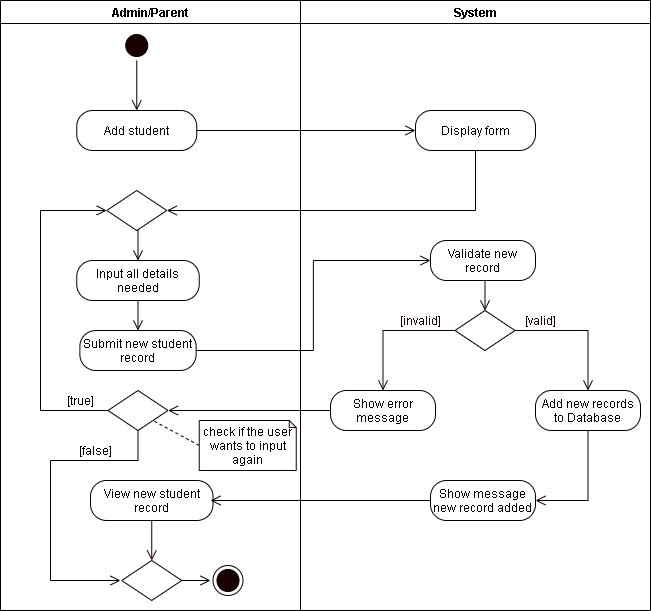 Admin/Parent
System
Add student
Display form
Input all details
needed
Validate new
record
Submit new student
record
[invalid]
[valid]
[true]
Show error
message
Add new records
to Database
check if the user
wants to input
again
[false]
View new student
record
Show message
new record added